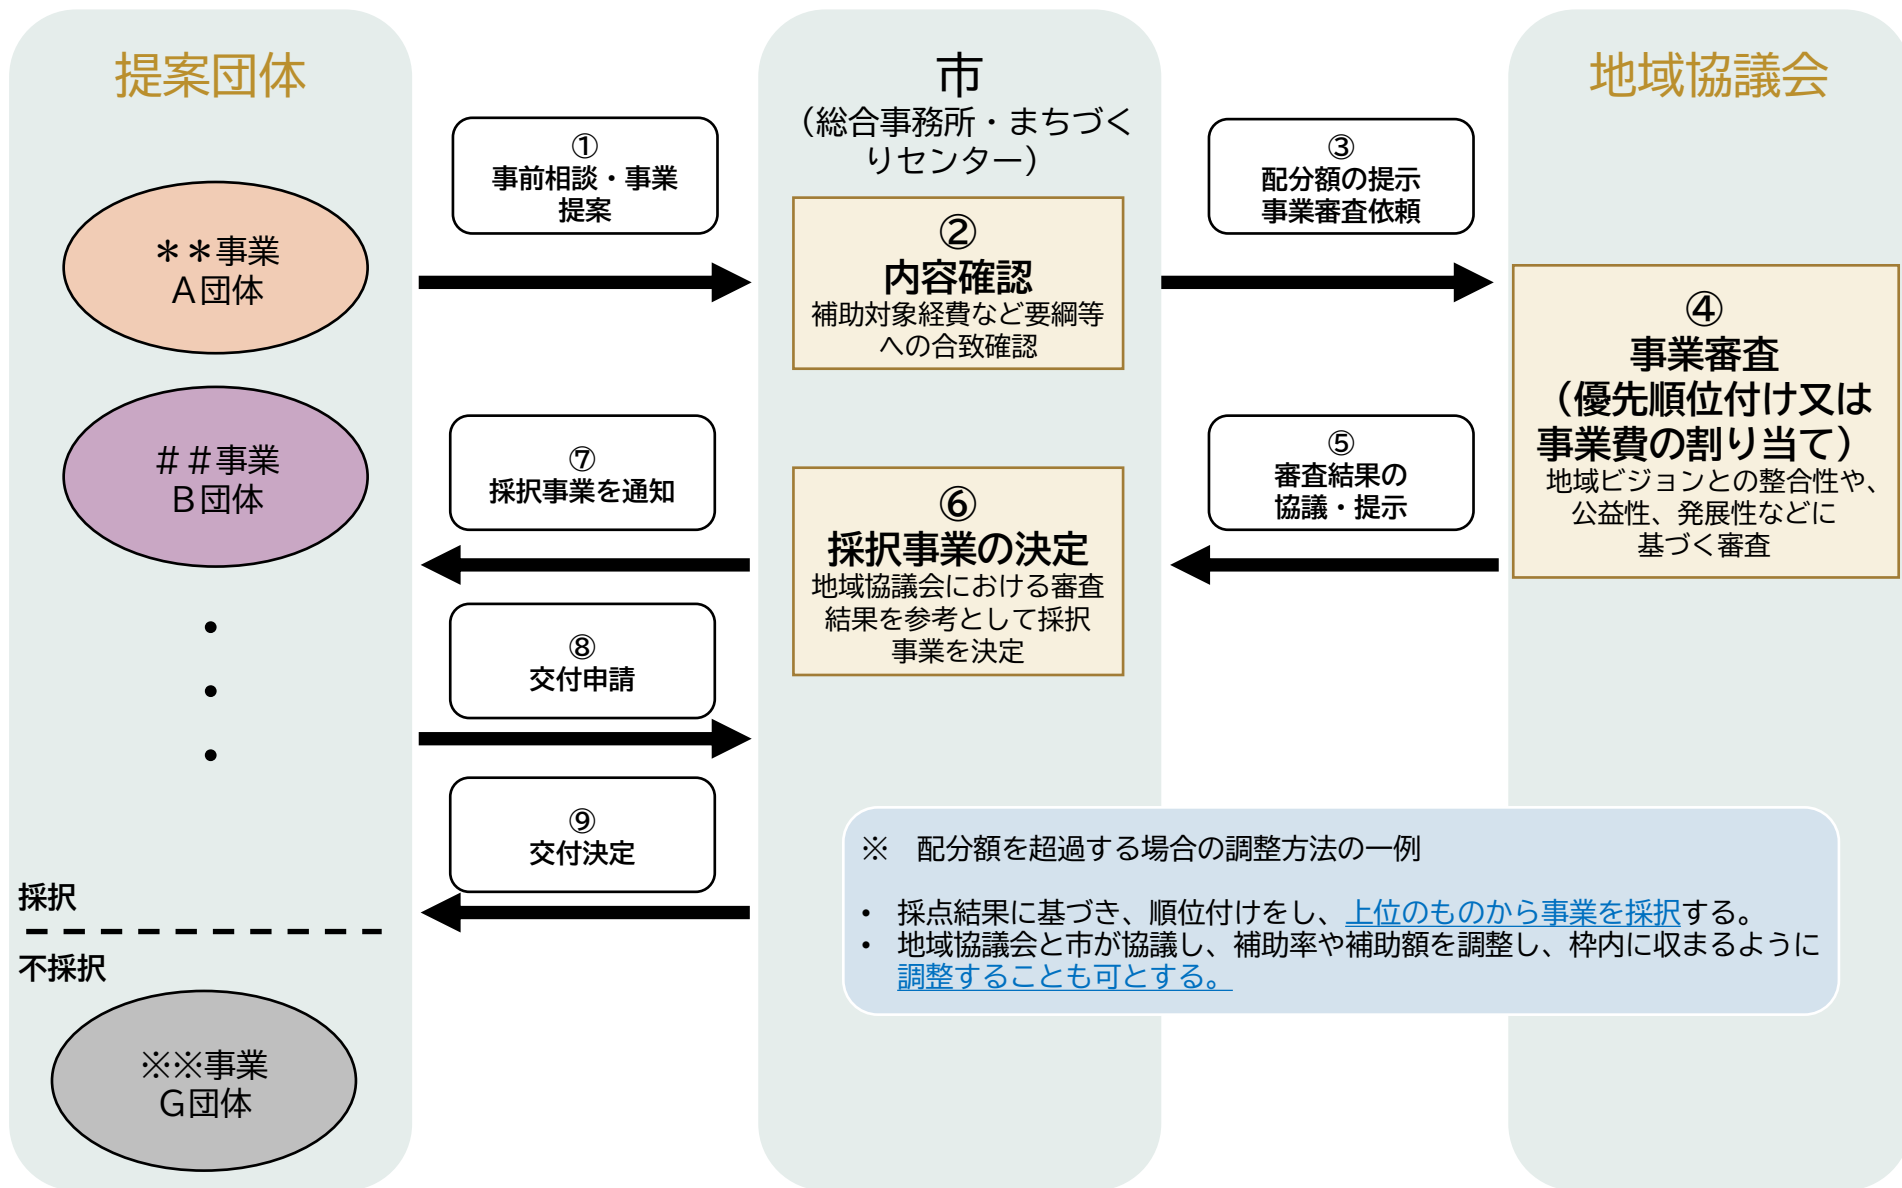 提案団体
＊＊事業
Ａ団体
＃＃事業
Ｂ団体
・
・
・
採択
不採択
※※事業
Ｇ団体
①
事前相談・事業
提案
⑦
採択事業を通知
⑧
交付申請
⑨
交付決定
市
（総合事務所・まちづく
りセンター）
②
内容確認
補助対象経費など要綱等
への合致確認
⑥
採択事業の決定
地域協議会における審査
結果を参考として採択
事業を決定
③
配分額の提示
事業審査依頼
⑤
審査結果の
協議・提示
地域協議会
④
事業審査
（優先順位付け又は
事業費の割り当て）
地域ビジョンとの整合性や、
公益性、発展性などに
基づく審査
※　配分額を超過する場合の調整方法の一例
• 採点結果に基づき、順位付けをし、上位のものから事業を採択する。
• 地域協議会と市が協議し、補助率や補助額を調整し、枠内に収まるように
調整することも可とする。